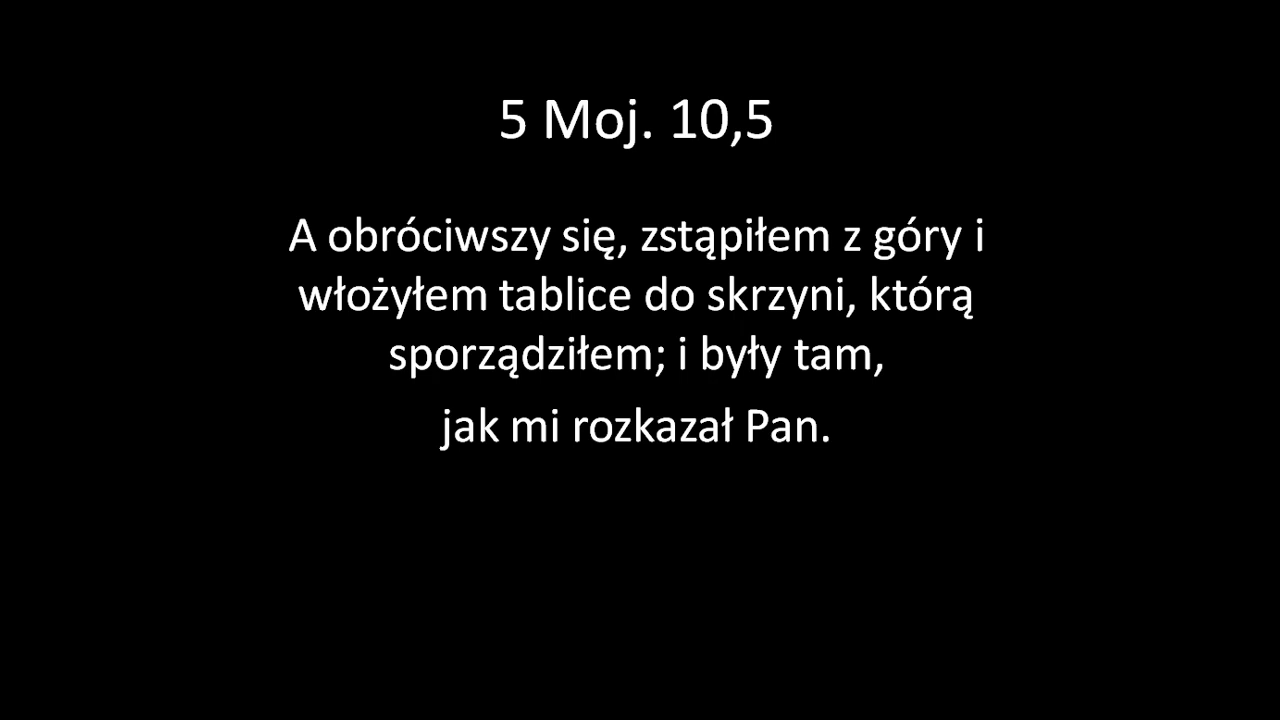 5 Moj. 10,5
A obróciwszy się, zstąpiłem z góry i
włożyłem tablice do skrzyni, którą
sporządziłem; i były tam,
jak mi rozkazał Pan.